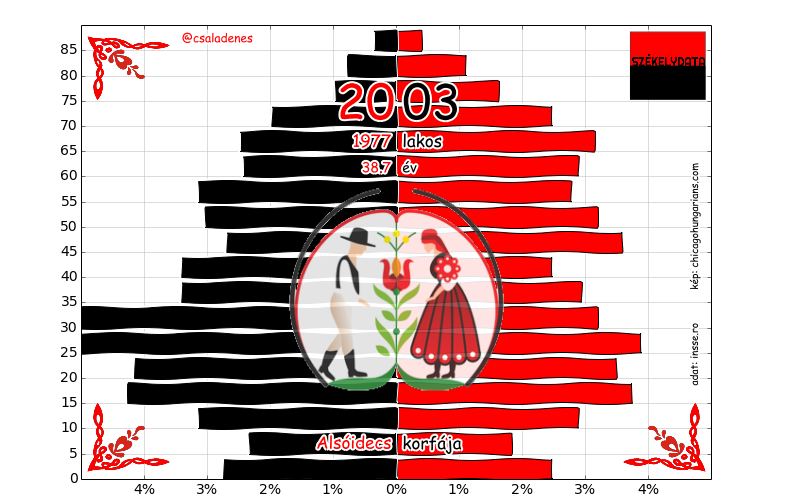 @csaladenes
SZÉKELYDATA
2003
1977 lakos
38.7 év
kép: chicagohungarians.com
adat: insse.ro
Alsóidecs korfája
85
80
75
70
65
60
55
50
45
40
35
30
25
20
15
10
5
0
4% 3% 2% 1% 0% 1% 2% 3% 4%